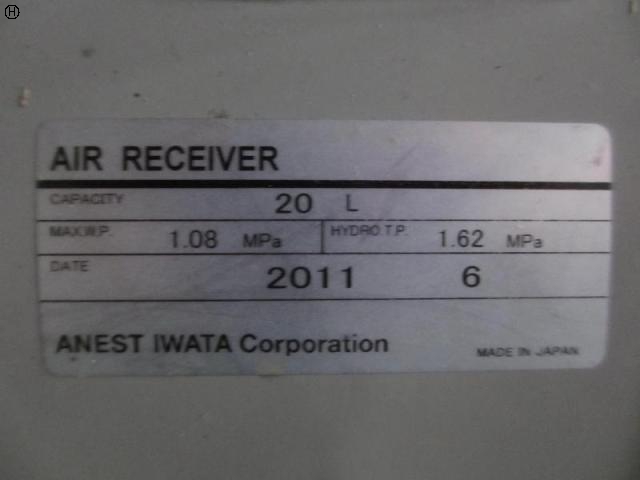 H
AIR RECEIVER
CAPACITY 20 L
MAX.W.P. 1.08 MPa HYDRO.T.P. 1.62 MPa
DATE 2011 6
ANEST IWATA Corporation
MADE IN JAPAN